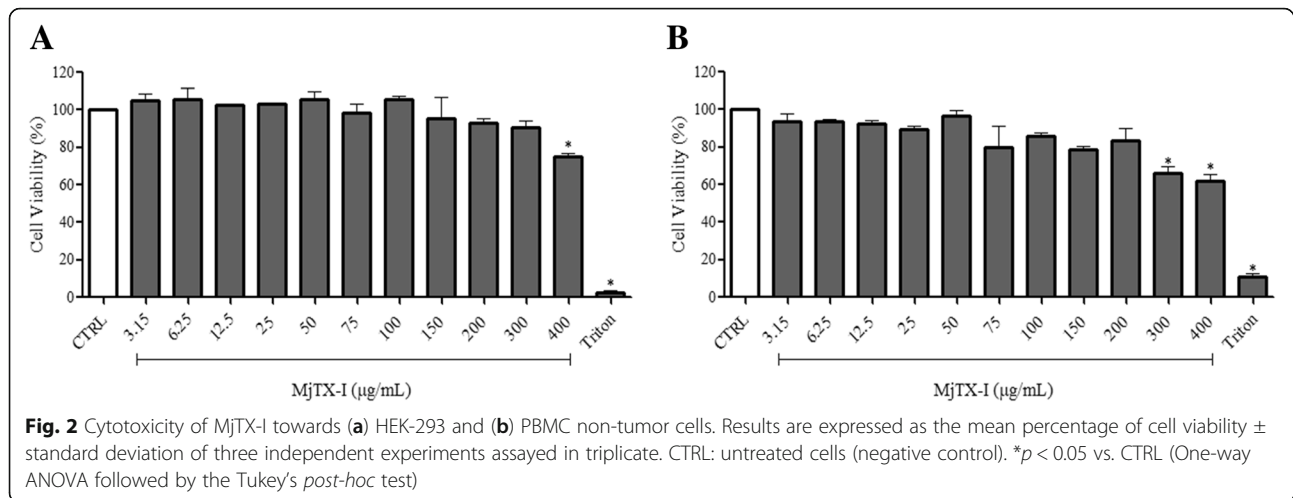 A
Cell Viability (%)
120
100
80
60
40
20
0
*
*
CTRL 3.15 6.25 12.5 25 50 75 100 150 200 300 400 Triton
MjTX-I (µg/mL)
B
Cell Viability (%)
120
100
80
60
40
20
0
*
*
*
CTRL 3.15 6.25 12.5 25 50 75 100 150 200 300 400 Triton
MjTX-I (µg/mL)
Fig. 2 Cytotoxicity of MjTX-I towards (a) HEK-293 and (b) PBMC non-tumor cells. Results are expressed as the mean percentage of cell viability ±
standard deviation of three independent experiments assayed in triplicate. CTRL: untreated cells (negative control). *p < 0.05 vs. CTRL (One-way
ANOVA followed by the Tukey's post-hoc test)